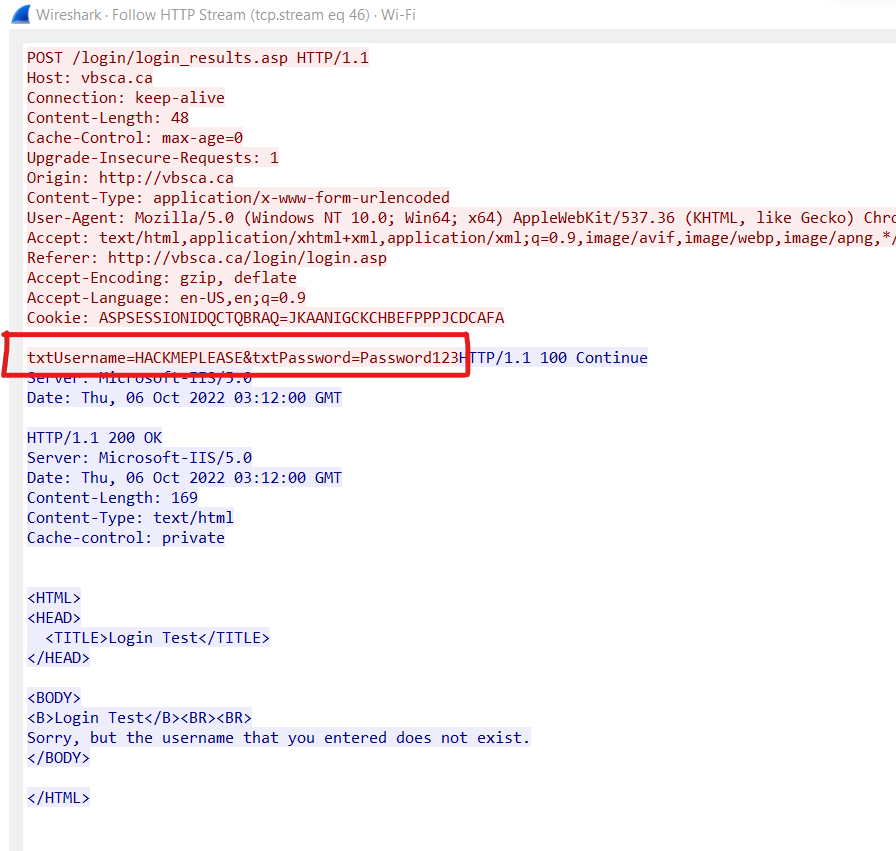 Wireshark · Follow HTTP Stream (tcp.stream eq 46) · Wi-Fi
POST /login/login_results.asp HTTP/1.1
Host: vbsca.ca
Connection: keep-alive
Content-Length: 48
Cache-Control: max-age=0
Upgrade-Insecure-Requests: 1
Origin: http://vbsca.ca
Content-Type: application/x-www-form-urlencoded
User-Agent: Mozilla/5.0 (Windows NT 10.0; Win64; x64) AppleWebKit/537.36 (KHTML, like Gecko) Chro
Accept: text/html,application/xhtml+xml,application/xml;q=0.9,image/avif,image/webp,image/apng,*/
Referer: http://vbsca.ca/login/login.asp
Accept-Encoding: gzip, deflate
Accept-Language: en-US,en;q=0.9
Cookie: ASPSESSIONIDQCTQBRAQ=JKAANIGCKCHBEFPPPJCDCAFA
txtUsername=HACKMEPLEASE&txtPassword=Password123HTTP/1.1 100 Continue
Server: Microsoft-IIS/5.0
Date: Thu, 06 Oct 2022 03:12:00 GMT
HTTP/1.1 200 OK
Server: Microsoft-IIS/5.0
Date: Thu, 06 Oct 2022 03:12:00 GMT
Content-Length: 169
Content-Type: text/html
Cache-control: private
<HTML>
<HEAD>
<TITLE>Login Test</TITLE>
</HEAD>
<BODY>
<B>Login Test</B><BR><BR>
Sorry, but the username that you entered does not exist.
</BODY>
</HTML>